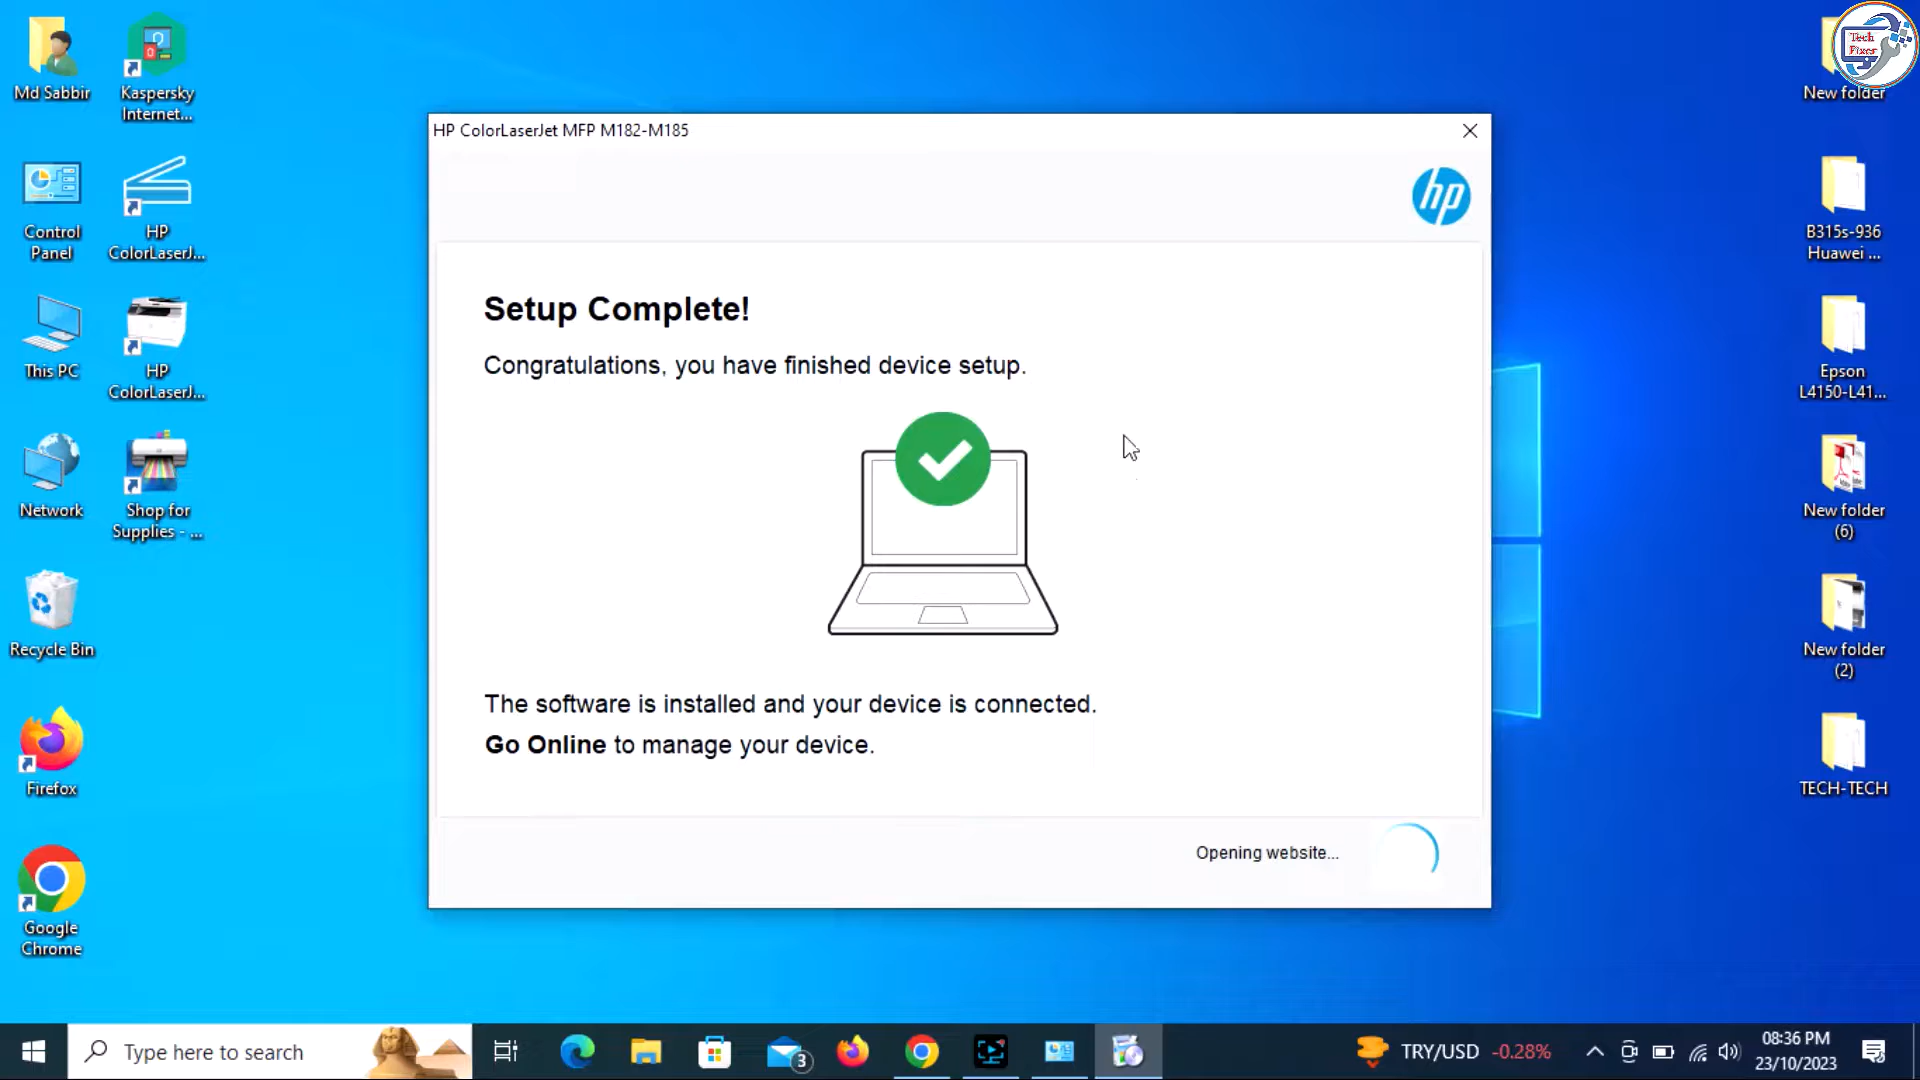 Md Sabbir
Kaspersky
Internet...
Control
Panel
HP
ColorLaserJ...
This PC
HP
ColorLaserJ...
Network
Shop for
Supplies - ...
Recycle Bin
Firefox
Google
Chrome
HP ColorLaserJet MFP M182-M185
hp
Setup Complete!
Congratulations, you have finished device setup.
The software is installed and your device is connected.
Go Online to manage your device.
Opening website...
Tech
Fixer
New folder
B315s-936
Huawei ...
Epson
L4150-L41...
New folder
(6)
New folder
(2)
TECH-TECH
Type here to search
3
TRY/USD -0.28%
08:36 PM
23/10/2023